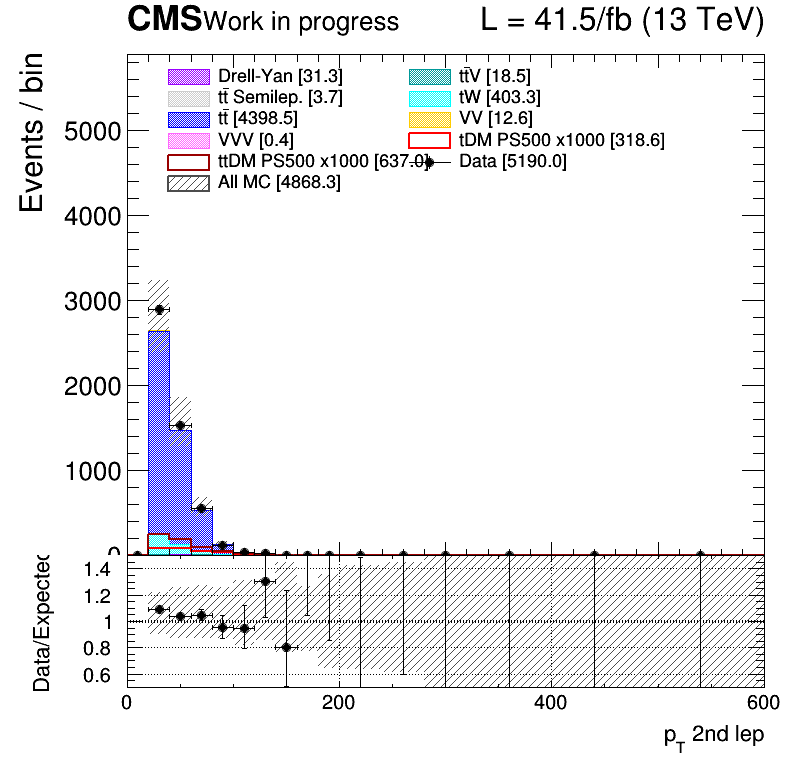 CMS Work in progress L = 41.5/fb (13 TeV)
Events / bin
Drell-Yan [31.3] tt̄V [18.5]
tt̄ Semilep. [3.7] tW [403.3]
tt̄ [4398.5] VV [12.6]
VVV [0.4] tDM PS500 x1000 [318.6]
ttDM PS500 x1000 [637.0] Data [5190.0]
All MC [4868.3]
5000
4000
3000
2000
1000
0
Data/Expected
1.4
1.2
1
0.8
0.6
0 200 400 600
p_T 2nd lep